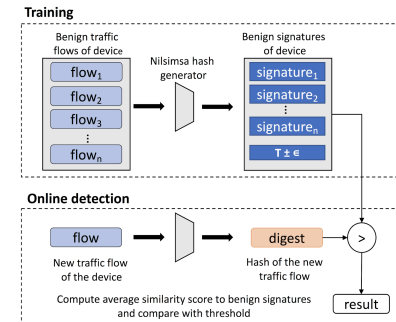 Training
Benign traffic
flows of device
Nilsimsa hash
generator
Benign signatures
of device
flow₁
flow₂
flow₃
⋮
flowₙ
signature₁
signature₂
⋮
signatureₙ
T ± ∈
Online detection
flow
digest
>
New traffic flow
of the device
Hash of the new
traffic flow
Compute average similarity score to benign signatures
and compare with threshold
result